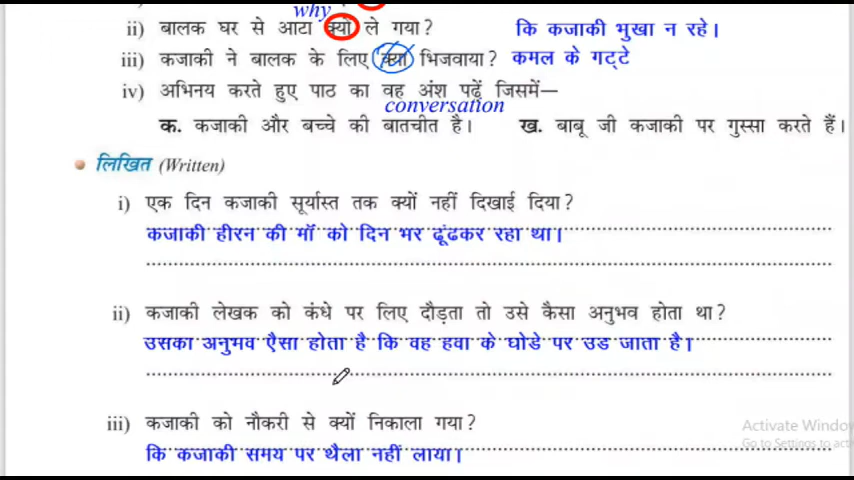 why
ii) बालक घर से आटा क्यों ले गया? कि कजाकी भुखा न रहे।
iii) कजाकी ने बालक के लिए क्या भिजवाया? कमल के गट्टे
iv) अभिनय करते हुए पाठ का वह अंश पढ़ें जिसमें—
conversation
क. कजाकी और बच्चे की बातचीत है। ख. बाबू जी कजाकी पर गुस्सा करते हैं।
लिखित (Written)
i) एक दिन कजाकी सूर्यास्त तक क्यों नहीं दिखाई दिया?
कजाकी हीरन की माँ को दिन भर ढूंढकर रहा था।
ii) कजाकी लेखक को कंधे पर लिए दौड़ता तो उसे कैसा अनुभव होता था?
उसका अनुभव ऐसा होता है कि वह हवा के घोडे पर उड जाता है।
iii) कजाकी को नौकरी से क्यों निकाला गया?
कि कजाकी समय पर थैला नहीं लाया।
Activate Window
Go to Settings to acti